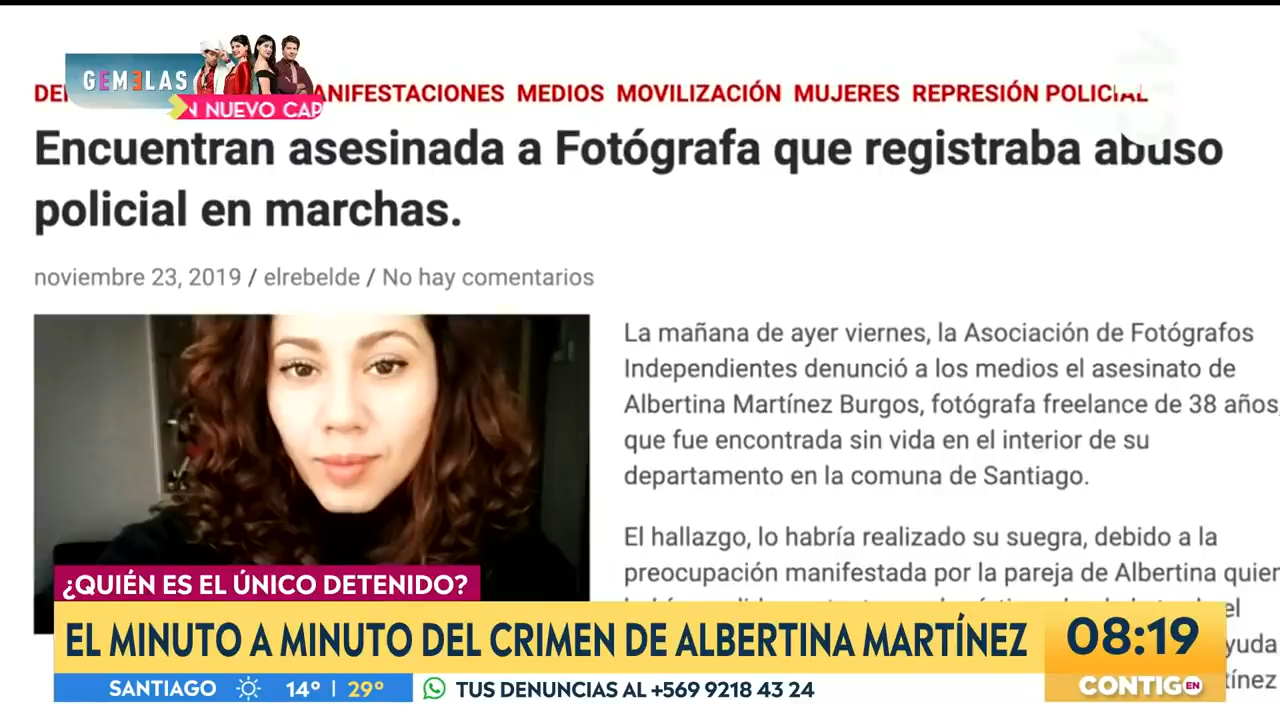 GEMELAS
N NUEVO CAP
ANIFESTACIONES MEDIOS MOVILIZACIÓN MUJERES REPRESIÓN POLICIAL
Encuentran asesinada a Fotógrafa que registraba abuso
policial en marchas.
noviembre 23, 2019 / elrebelde / No hay comentarios
La mañana de ayer viernes, la Asociación de Fotógrafos
Independientes denunció a los medios el asesinato de
Albertina Martínez Burgos, fotógrafa freelance de 38 años,
que fue encontrada sin vida en el interior de su
departamento en la comuna de Santiago.
El hallazgo, lo habría realizado su suegra, debido a la
preocupación manifestada por la pareja de Albertina quien
el
¿QUIÉN ES EL ÚNICO DETENIDO?
EL MINUTO A MINUTO DEL CRIMEN DE ALBERTINA MARTÍNEZ
08:19
CONTIGO EN
SANTIAGO 14° | 29°
TUS DENUNCIAS AL +569 9218 43 24